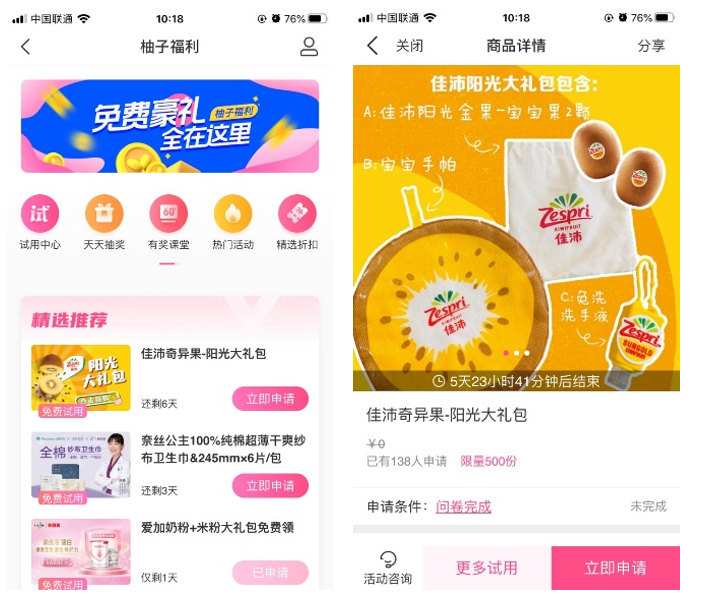 中国联通
10:18
76%
柚子福利
免费豪礼
柚子福利
全在这里
试用中心
天天抽奖
60"
有奖课堂
热门活动
精选折扣
试
精选推荐
阳光
大礼包
免费试用
佳沛奇异果-阳光大礼包
还剩6天
立即申请
全棉
纱布卫生巾
免费试用
奈丝公主100%纯棉超薄干爽纱
布卫生巾&245mm×6片/包
还剩3天
立即申请
免费试用
爱加奶粉+米粉大礼包免费领
仅剩1天
已申请
中国联通
10:18
76%
关闭
商品详情
分享
佳沛阳光大礼包包含:
A:佳沛阳光金果-宝宝果2颗
B:宝宝手帕
Zespri
KIWIFRUIT
佳沛
Zespri
佳沛
C:免洗
洗手液
Zespri
SUNGOLD
5天23小时41分钟后结束
佳沛奇异果-阳光大礼包
¥0
已有138人申请
限量500份
申请条件：问卷完成
未完成
活动咨询
更多试用
立即申请